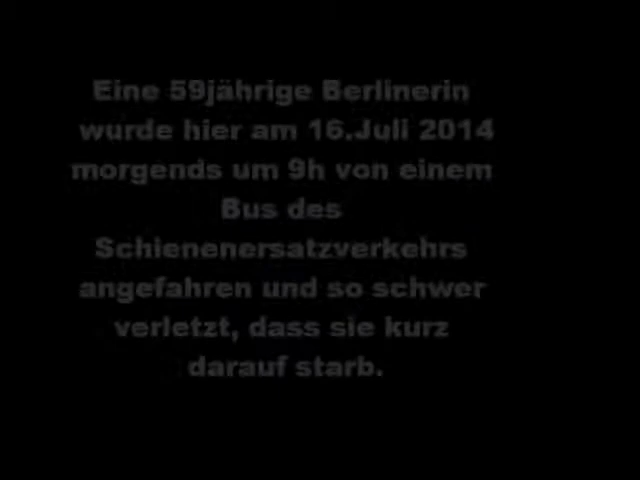 Eine 59jährige Berlinerin
wurde hier am 16.Juli 2014
morgends um 9h von einem
Bus des
Schienenersatzverkehrs
angefahren und so schwer
verletzt, dass sie kurz
darauf starb.